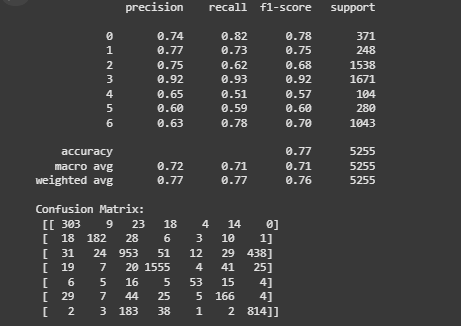 precision recall f1-score support
0 0.74 0.82 0.78 371
1 0.77 0.73 0.75 248
2 0.75 0.62 0.68 1538
3 0.92 0.93 0.92 1671
4 0.65 0.51 0.57 104
5 0.60 0.59 0.60 280
6 0.63 0.78 0.70 1043
accuracy 0.77 5255
macro avg 0.72 0.71 0.71 5255
weighted avg 0.77 0.77 0.76 5255
Confusion Matrix:
[[ 303 9 23 18 4 14 0]
[ 18 182 28 6 3 10 1]
[ 31 24 953 51 12 29 438]
[ 19 7 20 1555 4 41 25]
[ 6 5 16 5 53 15 4]
[ 29 7 44 25 5 166 4]
[ 2 3 183 38 1 2 814]]